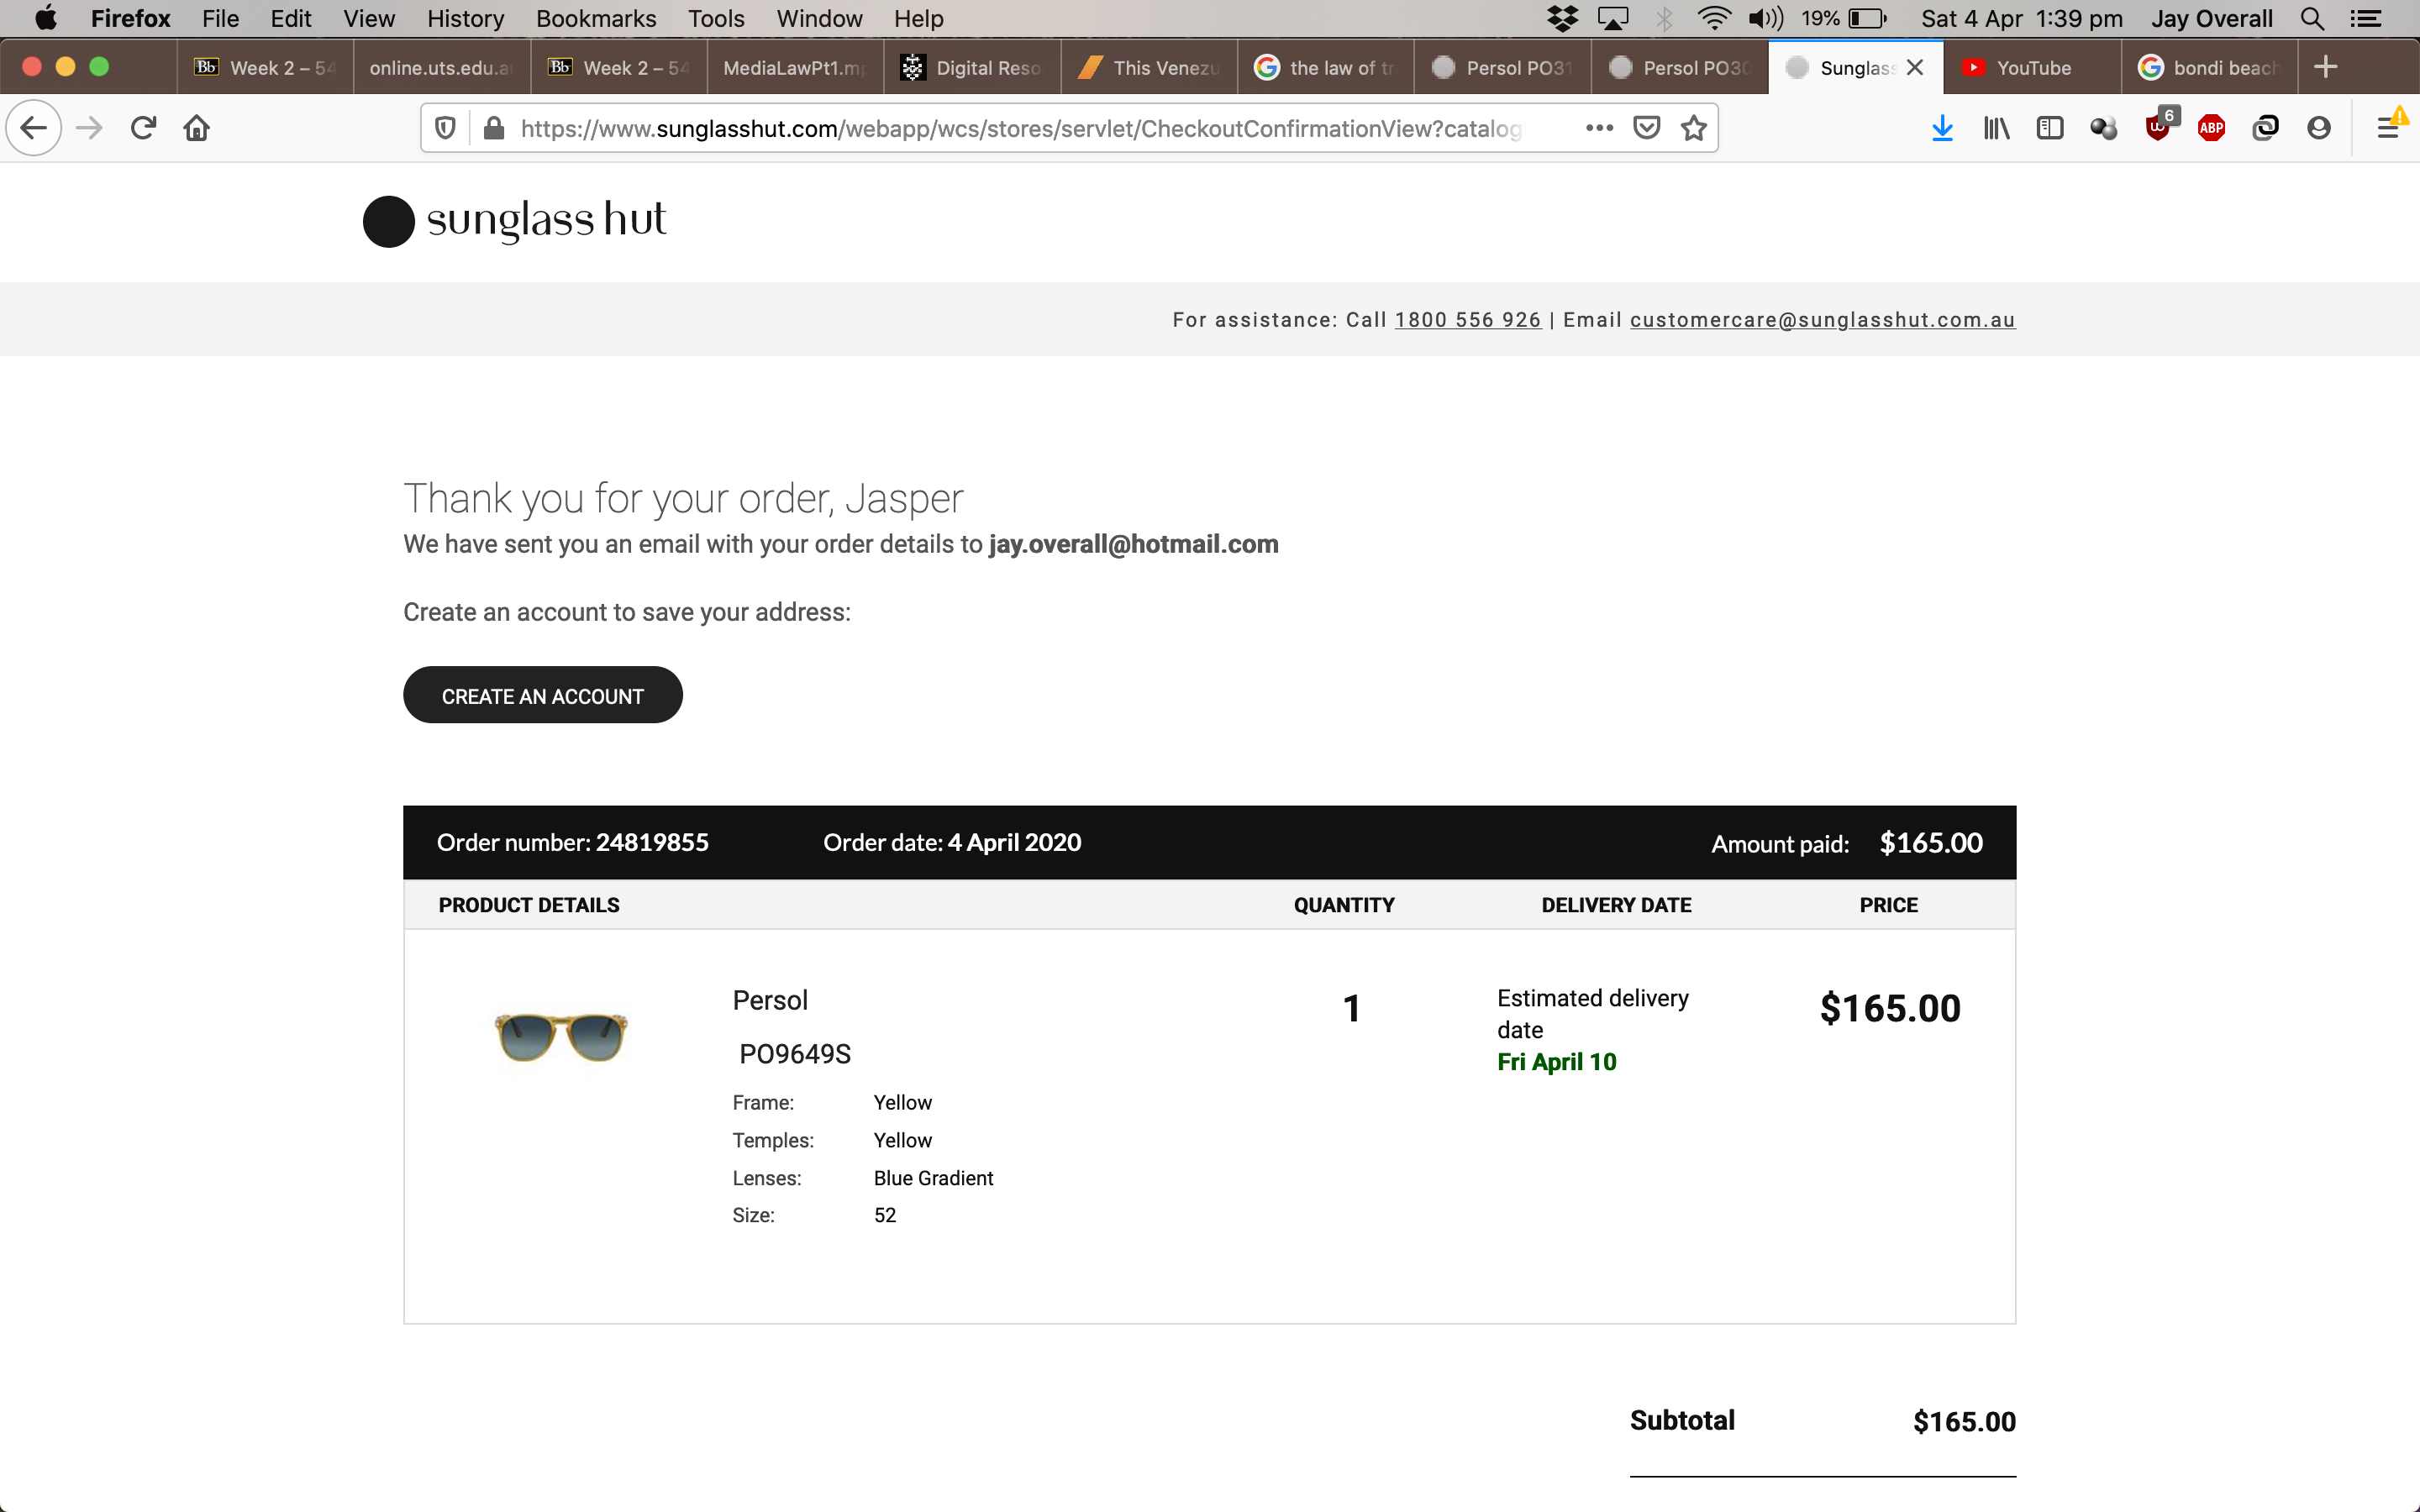 Firefox File Edit View History Bookmarks Tools Window Help 19% Sat 4 Apr 1:39 pm Jay Overall
Week 2 – 54 online.uts.edu.a Week 2 – 54 MediaLawPt1.m Digital Reso This Venezu the law of tr Persol PO31 Persol PO30 Sunglas YouTube bondi beach
https://www.sunglasshut.com/webapp/wcs/stores/servlet/CheckoutConfirmationView?catalog 6 ABP
sunglass hut
For assistance: Call 1800 556 926 | Email customercare@sunglasshut.com.au
Thank you for your order, Jasper
We have sent you an email with your order details to jay.overall@hotmail.com
Create an account to save your address:
CREATE AN ACCOUNT
Order number: 24819855 Order date: 4 April 2020 Amount paid: $165.00
PRODUCT DETAILS QUANTITY DELIVERY DATE PRICE
Persol 1 Estimated delivery $165.00
date
PO9649S Fri April 10
Frame: Yellow
Temples: Yellow
Lenses: Blue Gradient
Size: 52
Subtotal $165.00